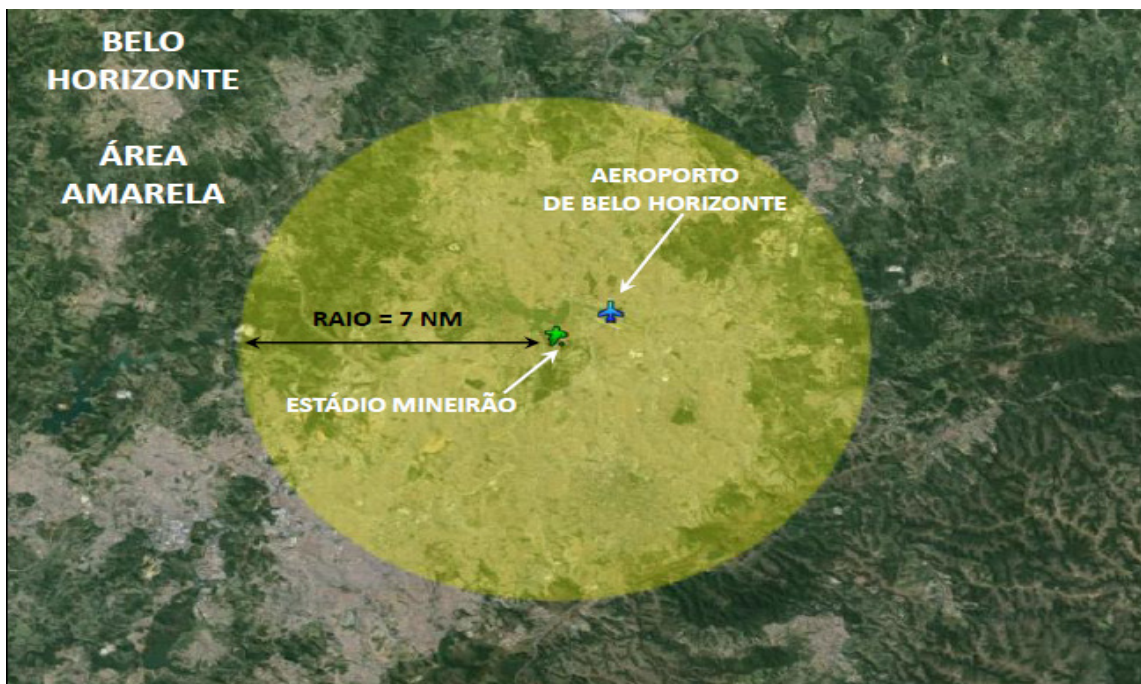 BELO
HORIZONTE
ÁREA
AMARELA
AEROPORTO
DE BELO HORIZONTE
RAIO = 7 NM
ESTÁDIO MINEIRÃO